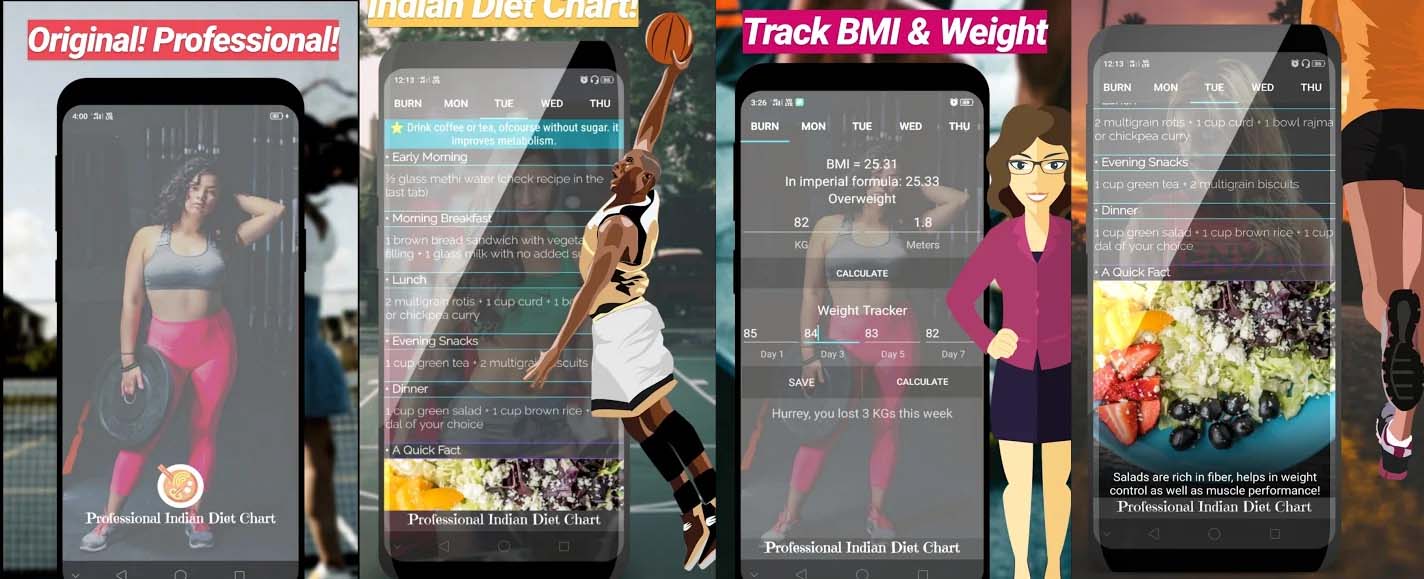 Original! Professional!
4:00
Professional Indian Diet Chart
Indian Diet Chart!
12:13
BURN MON TUE WED THU
⭐ Drink coffee or tea, ofcourse without sugar. it
improves metabolism.
• Early Morning
½ glass methi water (check recipe in the
last tab)
• Morning Breakfast
1 brown bread sandwich with vegeta
filling + 1 glass milk with no added su
• Lunch
2 multigrain rotis + 1 cup curd + 1 bo
or chickpea curry
• Evening Snacks
1 cup green tea + 2 multigrain biscuits
• Dinner
1 cup green salad + 1 cup brown rice +
dal of your choice
• A Quick Fact
Professional Indian Diet Chart
Track BMI & Weight
3:26
BURN MON TUE WED THU
BMI = 25.31
In imperial formula: 25.33
Overweight
82 1.8
KG Meters
CALCULATE
Weight Tracker
85 84 83 82
Day 1 Day 3 Day 5 Day 7
SAVE CALCULATE
Hurrey, you lost 3 KGs this week
Professional Indian Diet Chart
12:13
BURN MON TUE WED THU
2 multigrain rotis + 1 cup curd + 1 bowl rajma
or chickpea curry
• Evening Snacks
1 cup green tea + 2 multigrain biscuits
• Dinner
1 cup green salad + 1 cup brown rice + 1 cup
dal of your choice
• A Quick Fact
Salads are rich in fiber, helps in weight
control as well as muscle performance!
Professional Indian Diet Chart